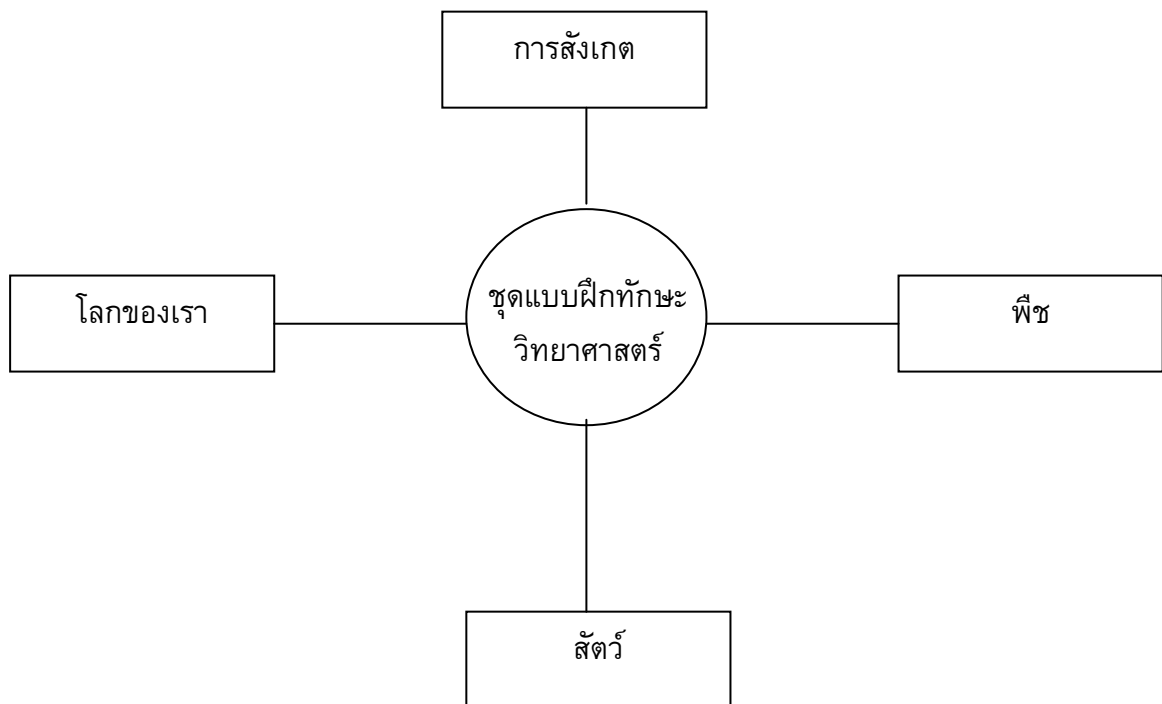 การสังเกต
โลกของเรา
ชุดแบบฝึกทักษะ
วิทยาศาสตร์
พืช
สัตว์